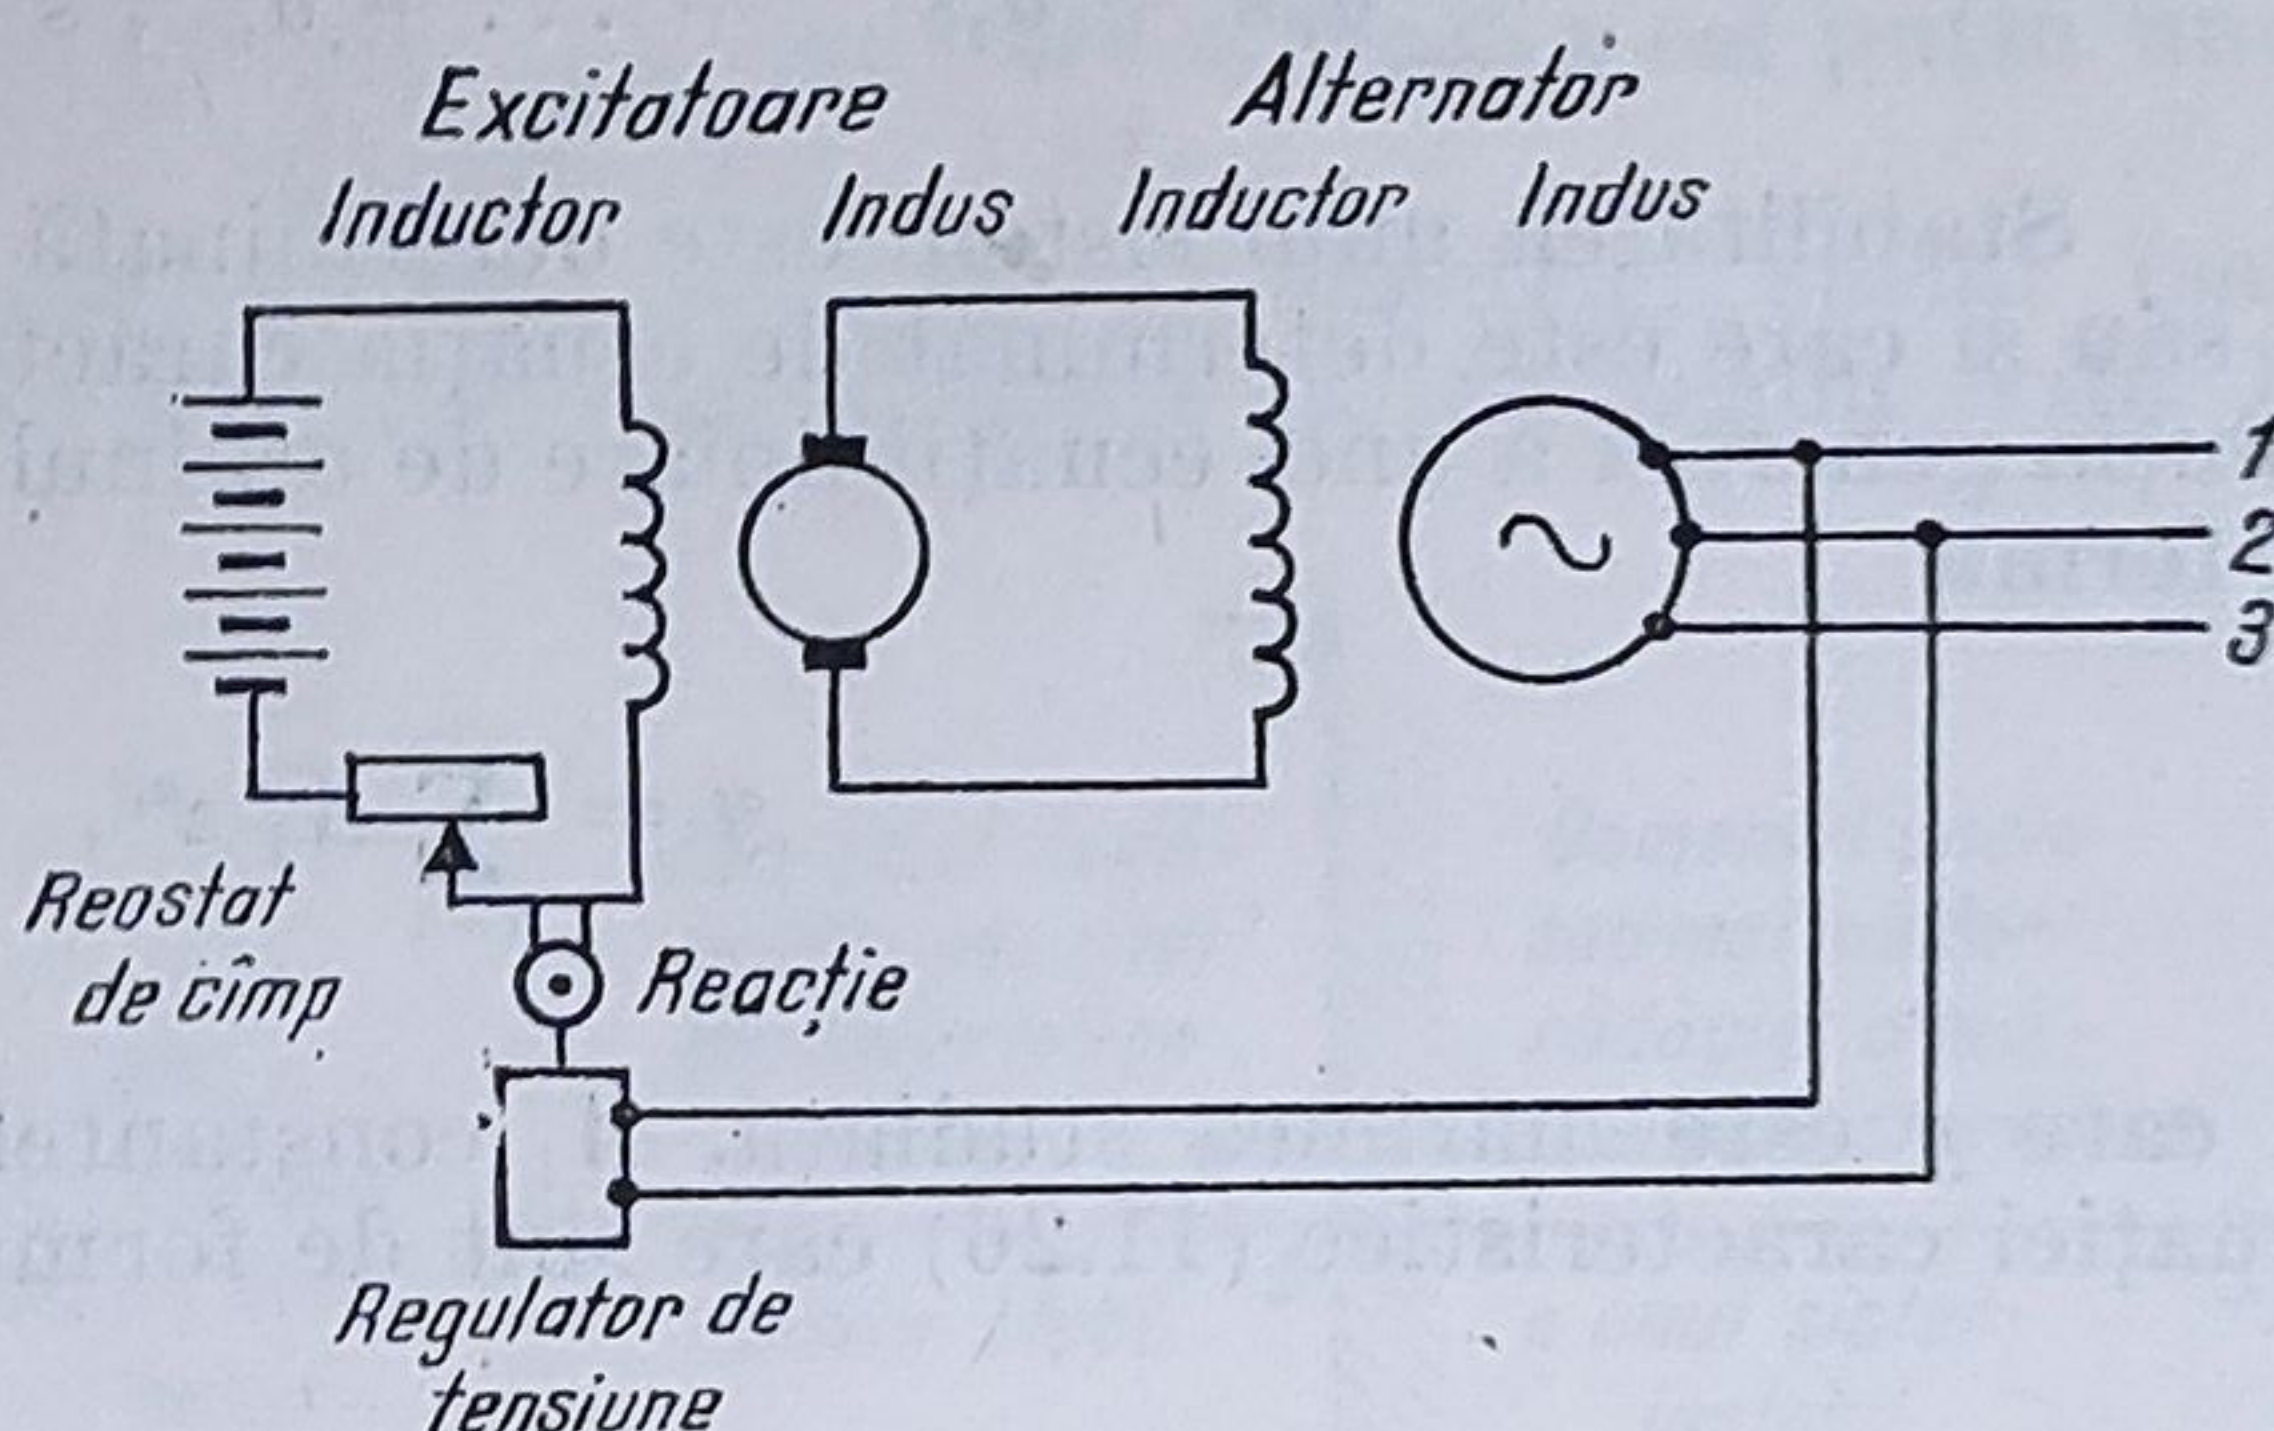 Excitatoare Alternator
Inductor Indus Inductor Indus
1
2
3
Reostat
de cîmp
Reacție
Regulator de
tensiune